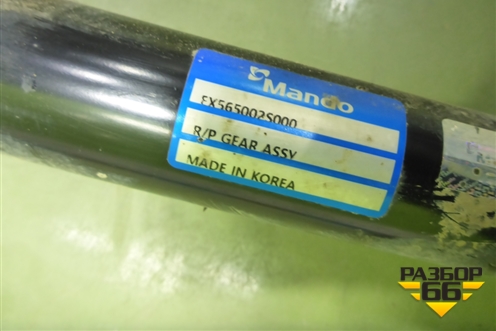 Mando
EX565002S000
R/P GEAR ASSY
MADE IN KOREA
РАЗБОР
66